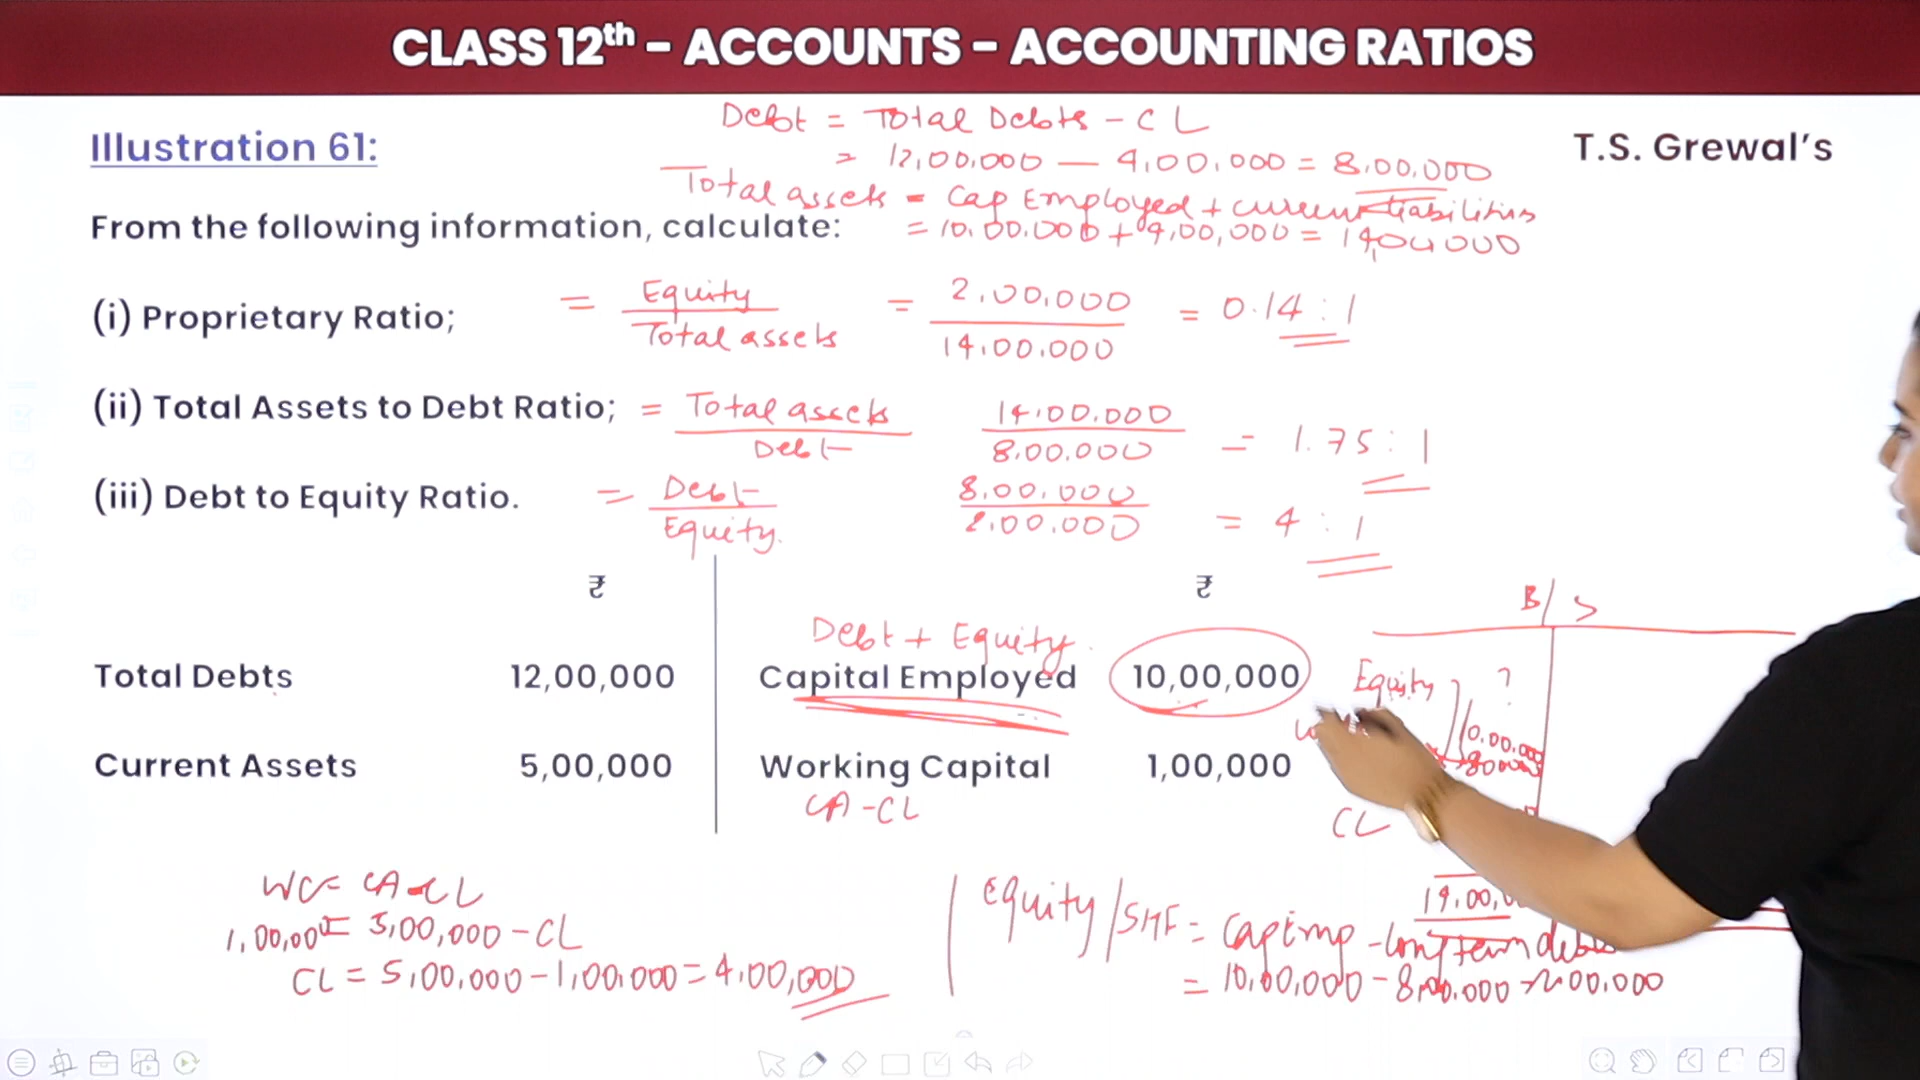 CLASS 12th – ACCOUNTS – ACCOUNTING RATIOS
Debt = Total Debts - CL
= 12,00,000 — 4,00,000 = 8,00,000
Illustration 61:
T.S. Grewal's
Total assets = Cap Employed + current liabilities
= 10,00,000 + 4,00,000 = 14,00,000
From the following information, calculate:
(i) Proprietary Ratio; = Equity / Total assets = 2,00,000 / 14,00,000 = 0.14 : 1
(ii) Total Assets to Debt Ratio; = Total assets / Debt 14,00,000 / 8,00,000 = 1.75 : 1
(iii) Debt to Equity Ratio. = Debt / Equity. 8,00,000 / 2,00,000 = 4 : 1
₹ ₹
B/S
Debt + Equity
Total Debts 12,00,000 Capital Employed 10,00,000
Equity ?
10,00,000
Current Assets 5,00,000 Working Capital 1,00,000
CA - CL
CL
WC = CA - CL
1,00,000 = 5,00,000 - CL
CL = 5,00,000 - 1,00,000 = 4,00,000
Equity/SHF = Cap Emp - long term debts
= 10,00,000 - 8,00,000 2,00,000